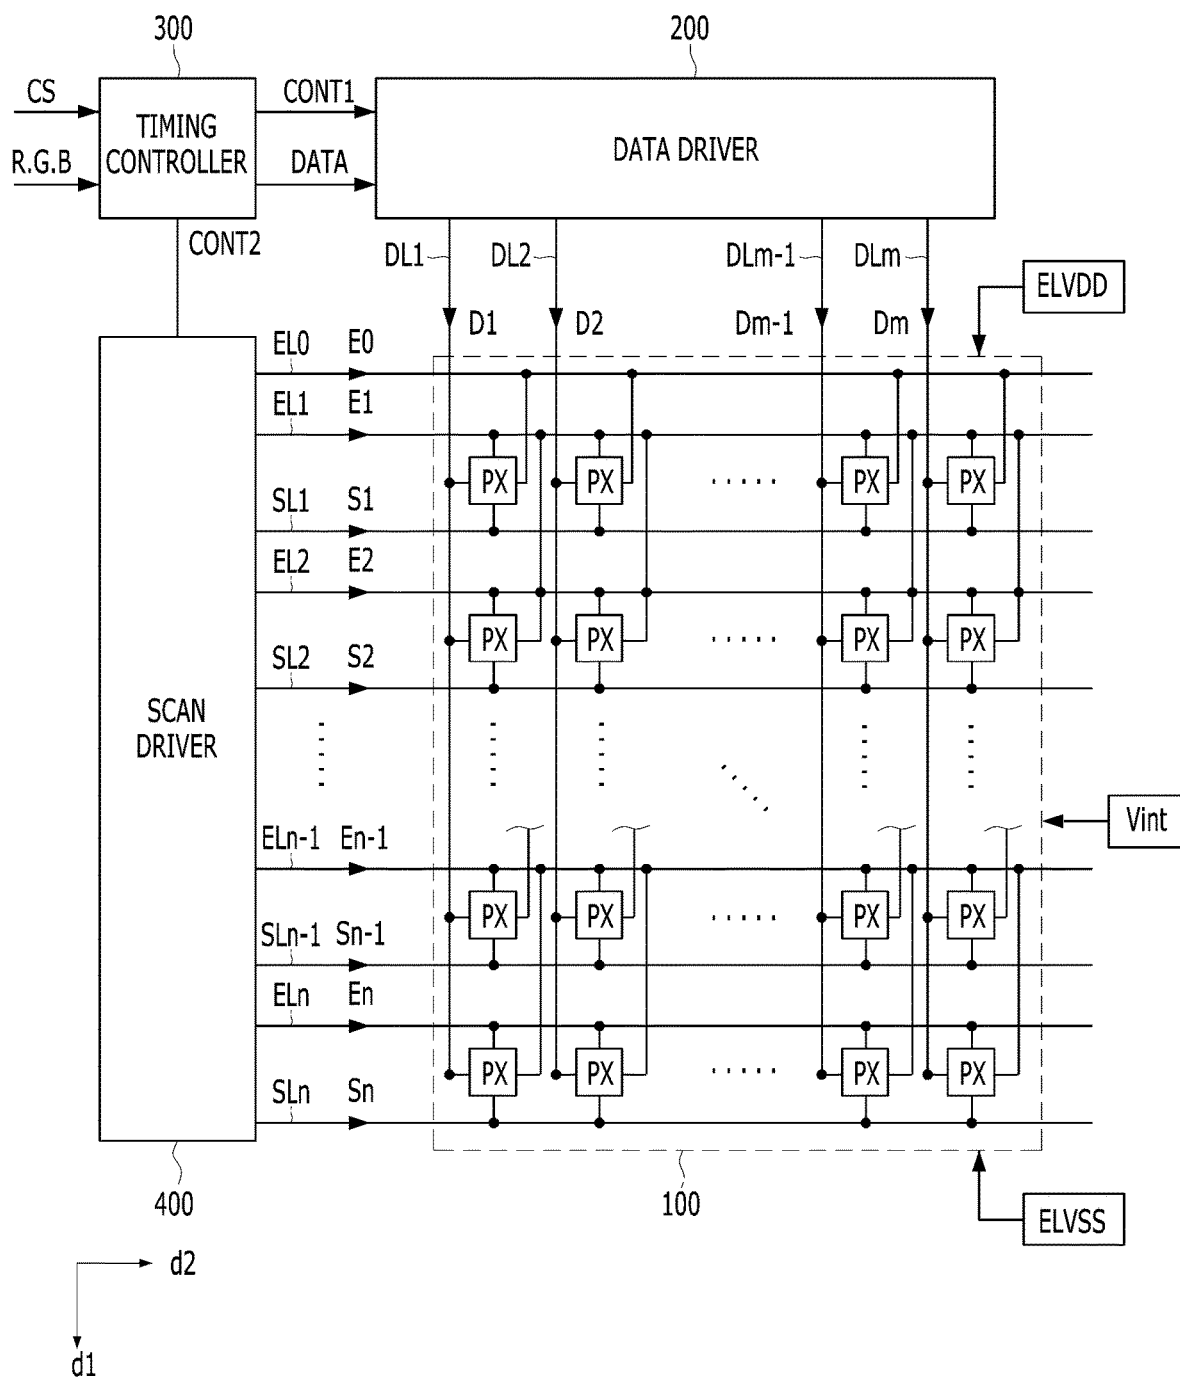 300
200
CS
CONT1
TIMING
CONTROLLER
DATA DRIVER
R.G.B
DATA
CONT2
DL1
DL2
DLm-1
DLm
ELVDD
D1
D2
Dm-1
Dm
EL0
E0
EL1
E1
PX
PX
PX
PX
SL1
S1
EL2
E2
PX
PX
PX
PX
SL2
S2
SCAN
DRIVER
Vint
ELn-1
En-1
PX
PX
PX
PX
SLn-1
Sn-1
ELn
En
PX
PX
PX
PX
SLn
Sn
400
100
ELVSS
d2
d1